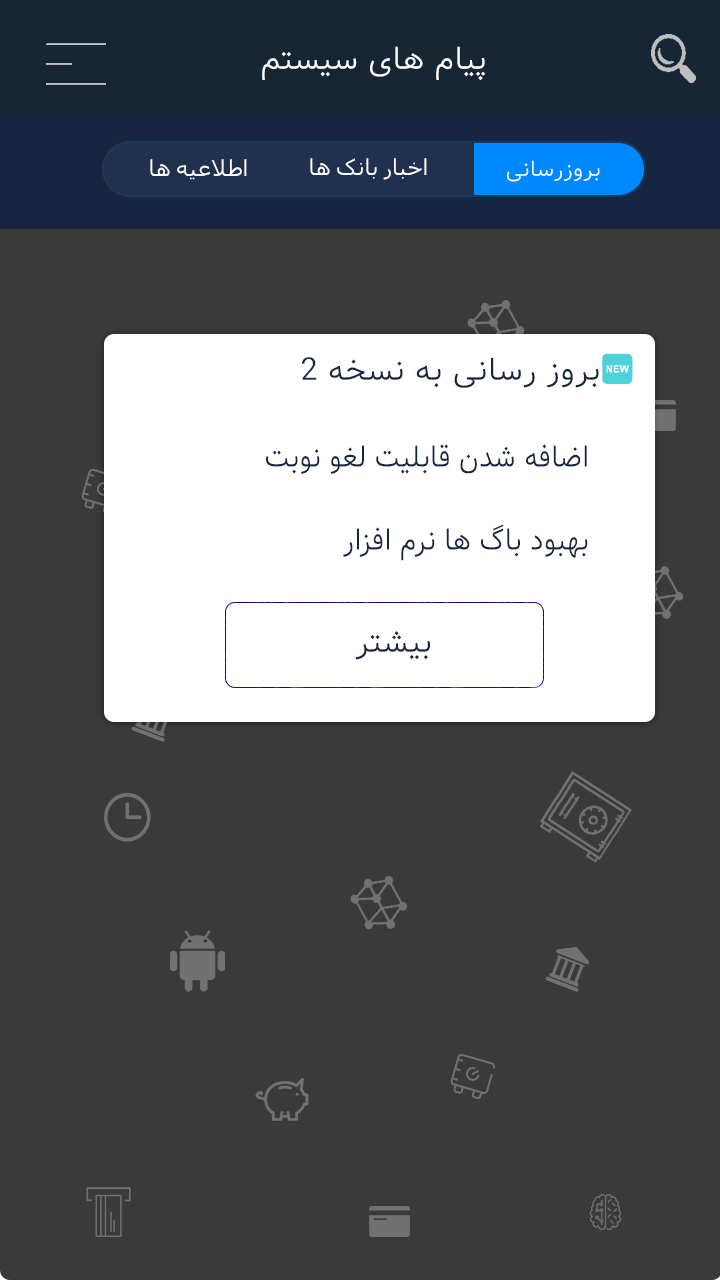 پیام های سیستم
بروزرسانی
اخبار بانک ها
اطلاعیه ها
NEW بروز رسانی به نسخه 2
اضافه شدن قابلیت لغو نوبت
بهبود باگ ها نرم افزار
بیشتر